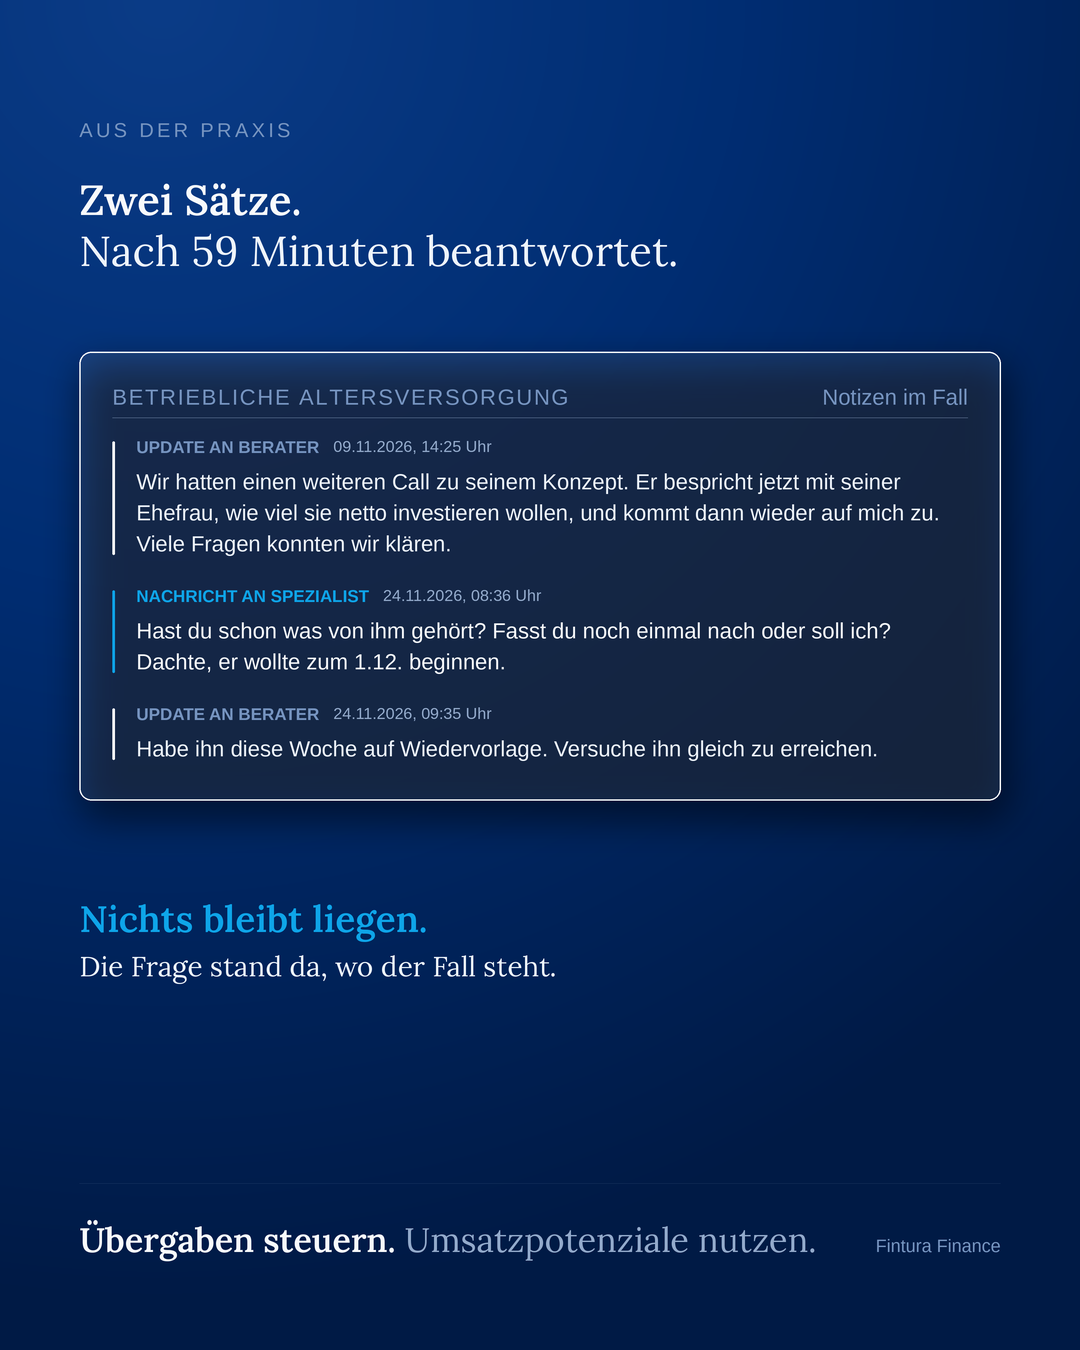 AUS DER PRAXIS
Zwei Sätze.
Nach 59 Minuten beantwortet.
BETRIEBLICHE ALTERSVERSORGUNG Notizen im Fall
UPDATE AN BERATER 09.11.2026, 14:25 Uhr
Wir hatten einen weiteren Call zu seinem Konzept. Er bespricht jetzt mit seiner
Ehefrau, wie viel sie netto investieren wollen, und kommt dann wieder auf mich zu.
Viele Fragen konnten wir klären.
NACHRICHT AN SPEZIALIST 24.11.2026, 08:36 Uhr
Hast du schon was von ihm gehört? Fasst du noch einmal nach oder soll ich?
Dachte, er wollte zum 1.12. beginnen.
UPDATE AN BERATER 24.11.2026, 09:35 Uhr
Habe ihn diese Woche auf Wiedervorlage. Versuche ihn gleich zu erreichen.
Nichts bleibt liegen.
Die Frage stand da, wo der Fall steht.
Übergaben steuern. Umsatzpotenziale nutzen. Fintura Finance